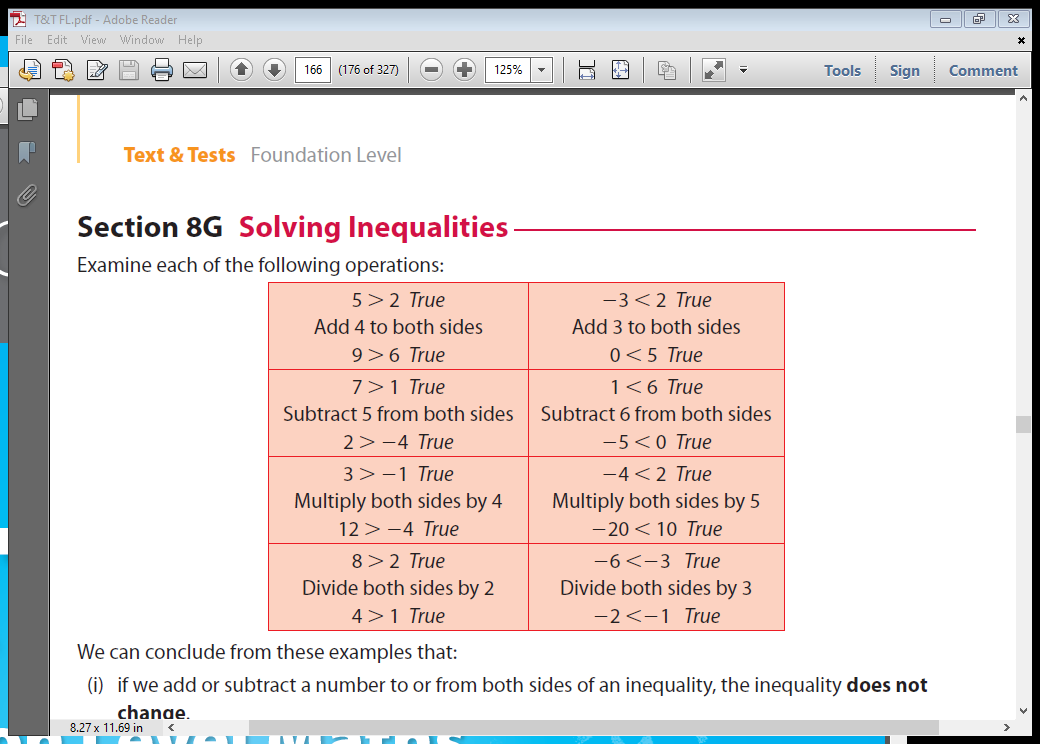 T&T FL.pdf - Adobe Reader
File Edit View Window Help
166 (176 of 327) 125% Tools Sign Comment
Text & Tests Foundation Level
Section 8G Solving Inequalities
Examine each of the following operations:
5 > 2 True
Add 4 to both sides
9 > 6 True
−3 < 2 True
Add 3 to both sides
0 < 5 True
7 > 1 True
Subtract 5 from both sides
2 > −4 True
1 < 6 True
Subtract 6 from both sides
−5 < 0 True
3 > −1 True
Multiply both sides by 4
12 > −4 True
−4 < 2 True
Multiply both sides by 5
−20 < 10 True
8 > 2 True
Divide both sides by 2
4 > 1 True
−6 <−3 True
Divide both sides by 3
−2 <−1 True
We can conclude from these examples that:
(i) if we add or subtract a number to or from both sides of an inequality, the inequality does not
change.
8.27 x 11.69 in